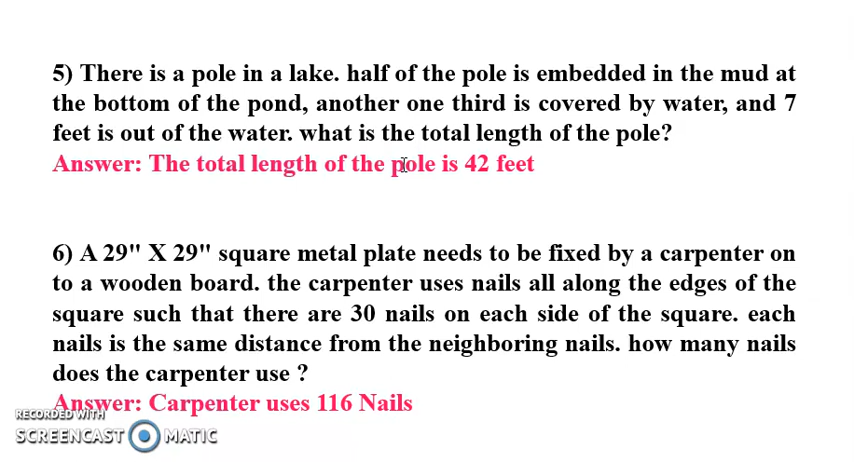 5) There is a pole in a lake. half of the pole is embedded in the mud at
the bottom of the pond, another one third is covered by water, and 7
feet is out of the water. what is the total length of the pole?
Answer: The total length of the pole is 42 feet
6) A 29" X 29" square metal plate needs to be fixed by a carpenter on
to a wooden board. the carpenter uses nails all along the edges of the
square such that there are 30 nails on each side of the square. each
nails is the same distance from the neighboring nails. how many nails
does the carpenter use ?
Answer: Carpenter uses 116 Nails
RECORDED WITH
SCREENCAST MATIC